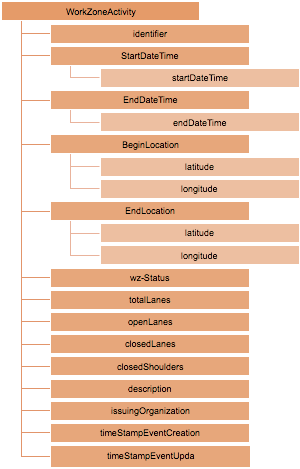 WorkZoneActivity
identifier
StartDateTime
startDateTime
EndDateTime
endDateTime
BeginLocation
latitude
longitude
EndLocation
latitude
longitude
wz-Status
totalLanes
openLanes
closedLanes
closedShoulders
description
issuingOrganization
timeStampEventCreation
timeStampEventUpda